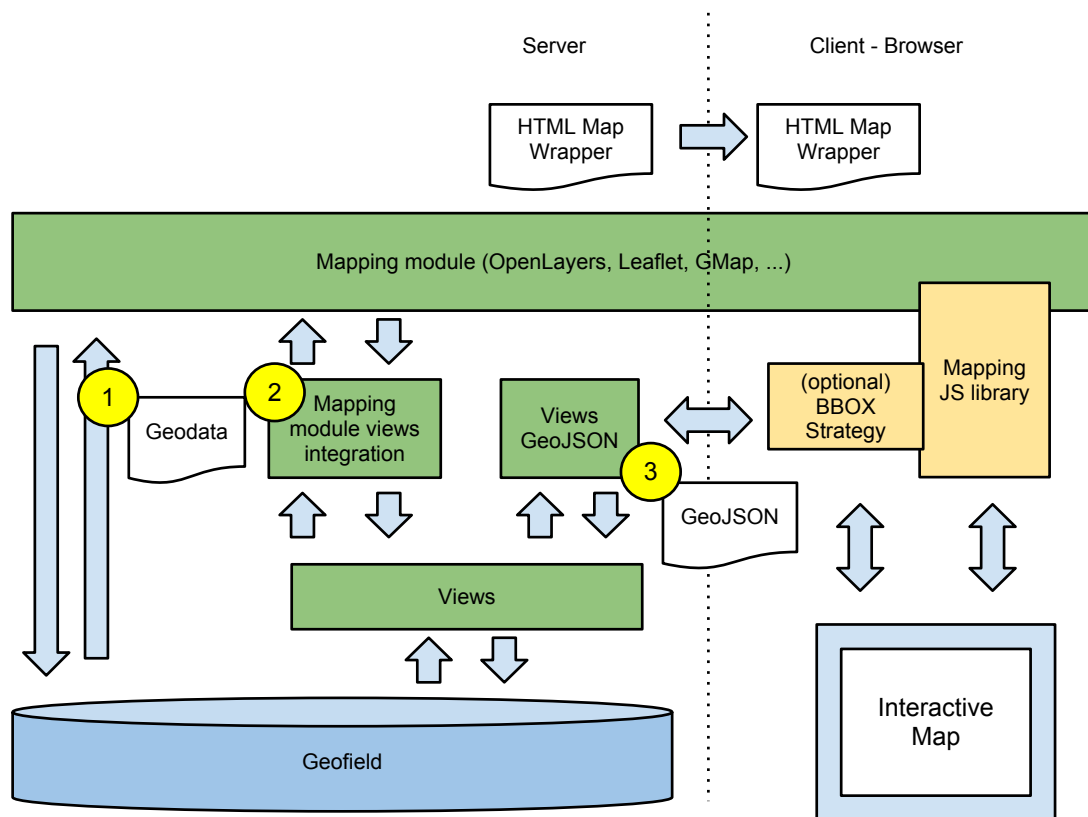 Server
Client - Browser
HTML Map
Wrapper
HTML Map
Wrapper
Mapping module (OpenLayers, Leaflet, GMap, ...)
1
Geodata
2
Mapping
module views
integration
Views
GeoJSON
3
GeoJSON
(optional)
BBOX
Strategy
Mapping
JS library
Views
Geofield
Interactive
Map